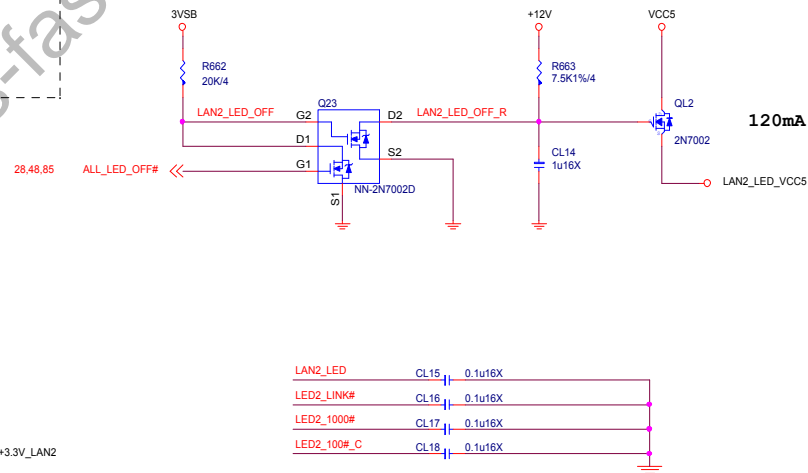 3VSB
+12V
VCC5
R662
20K/4
R663
7.5K1%/4
LAN2_LED_OFF
G2
Q23
D2
LAN2_LED_OFF_R
QL2
2N7002
120mA
D1
S2
CL14
1u16X
28,48,85
ALL_LED_OFF#
G1
NN-2N7002D
S1
LAN2_LED_VCC5
LAN2_LED
CL15
0.1u16X
LED2_LINK#
CL16
0.1u16X
LED2_1000#
CL17
0.1u16X
LED2_100#_C
CL18
0.1u16X
+3.3V_LAN2